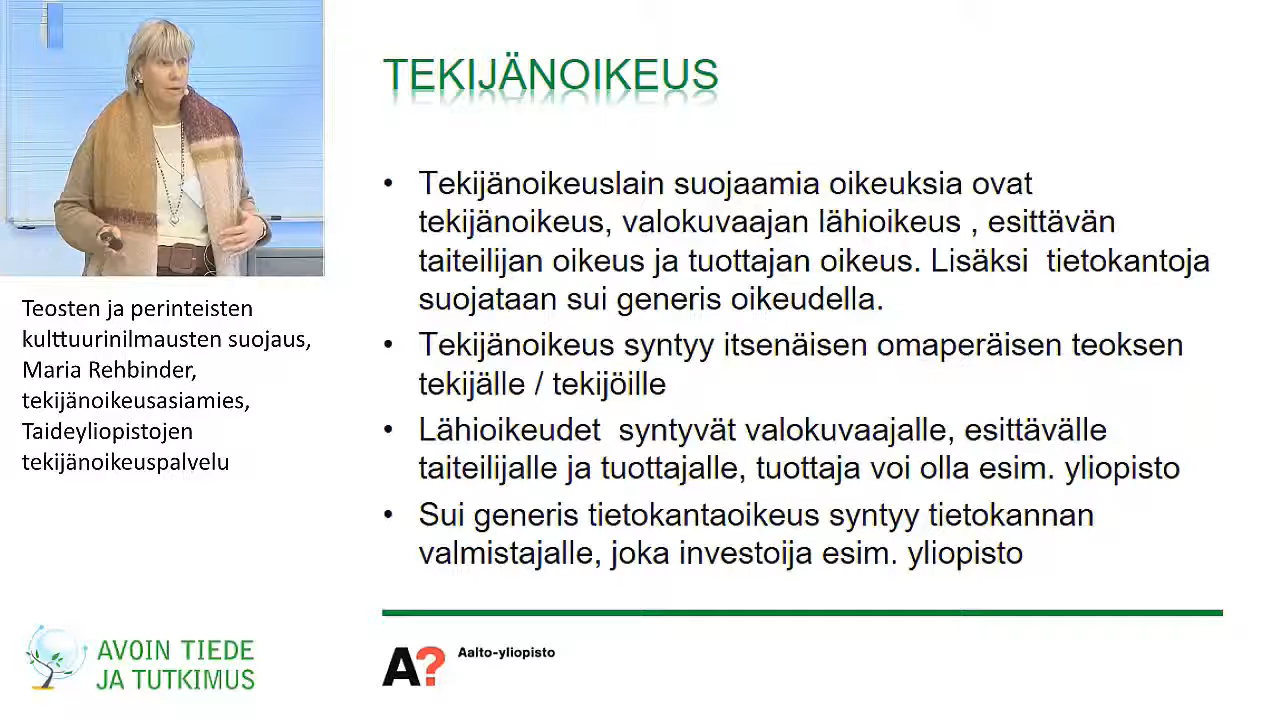 TEKIJÄNOIKEUS
• Tekijänoikeuslain suojaamia oikeuksia ovat
tekijänoikeus, valokuvaajan lähioikeus , esittävän
taiteilijan oikeus ja tuottajan oikeus. Lisäksi tietokantoja
suojataan sui generis oikeudella.
• Tekijänoikeus syntyy itsenäisen omaperäisen teoksen
tekijälle / tekijöille
• Lähioikeudet syntyvät valokuvaajalle, esittävälle
taiteilijalle ja tuottajalle, tuottaja voi olla esim. yliopisto
• Sui generis tietokantaoikeus syntyy tietokannan
valmistajalle, joka investoija esim. yliopisto
Teosten ja perinteisten
kulttuurinilmausten suojaus,
Maria Rehbinder,
tekijänoikeusasiamies,
Taideyliopistojen
tekijänoikeuspalvelu
AVOIN TIEDE
JA TUTKIMUS
A?
Aalto-yliopisto